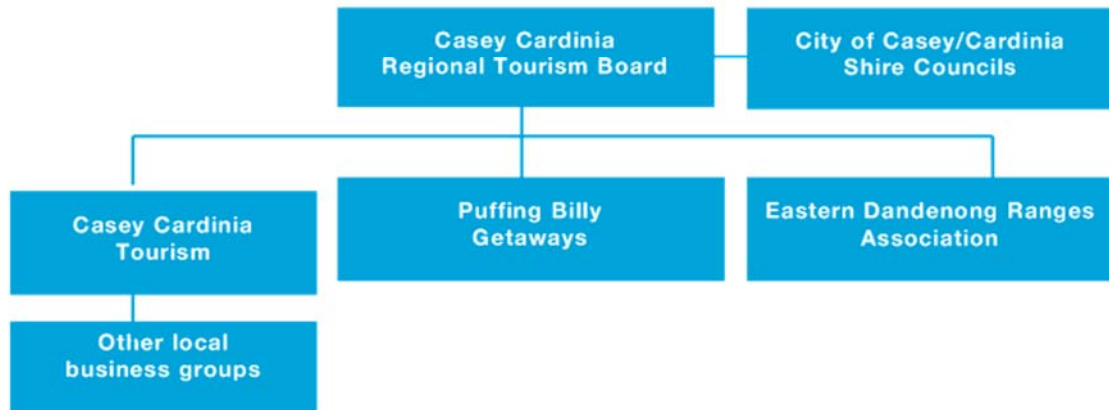 Casey Cardinia
Regional Tourism Board
City of Casey/Cardinia
Shire Councils
Casey Cardinia
Tourism
Puffing Billy
Getaways
Eastern Dandenong Ranges
Association
Other local
business groups